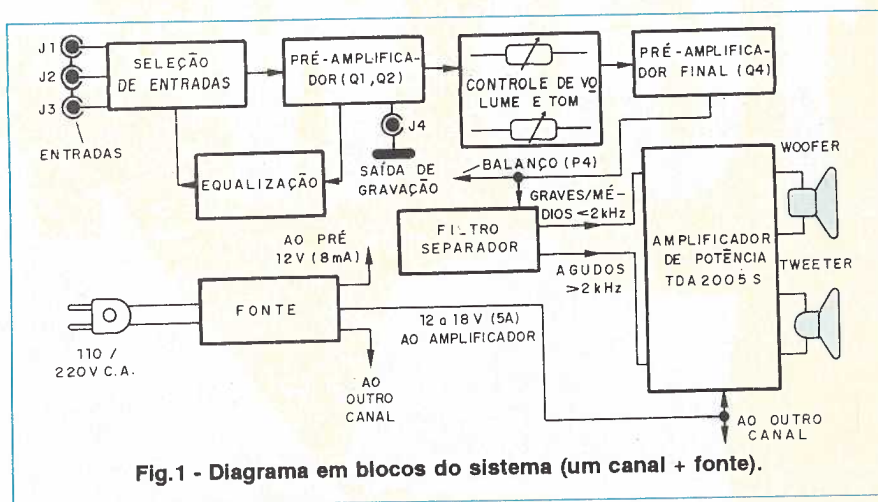 J1
J2
J3
ENTRADAS
SELEÇÃO
DE ENTRADAS
PRÉ-AMPLIFICA-
DOR(Q1,Q2)
J4
SAÍDA DE
GRAVAÇÃO
EQUALIZAÇÃO
CONTROLE DE VO
LUME E TOM
PRÉ-AMPLIFICA-
DOR FINAL (Q4)
BALANÇO (P4)
FILTRO
SEPARADOR
GRAVES/MÉ-
DIOS <2kHz
AGUDOS
>2kHz
AMPLIFICADOR
DE POTÊNCIA
TDA2005S
WOOFER
TWEETER
110 /
220V C.A.
FONTE
AO PRÉ
12V (8mA)
12 a 18 V (5A)
AO AMPLIFICADOR
AO
OUTRO
CANAL
AO OUTRO
CANAL
Fig.1 - Diagrama em blocos do sistema (um canal + fonte).